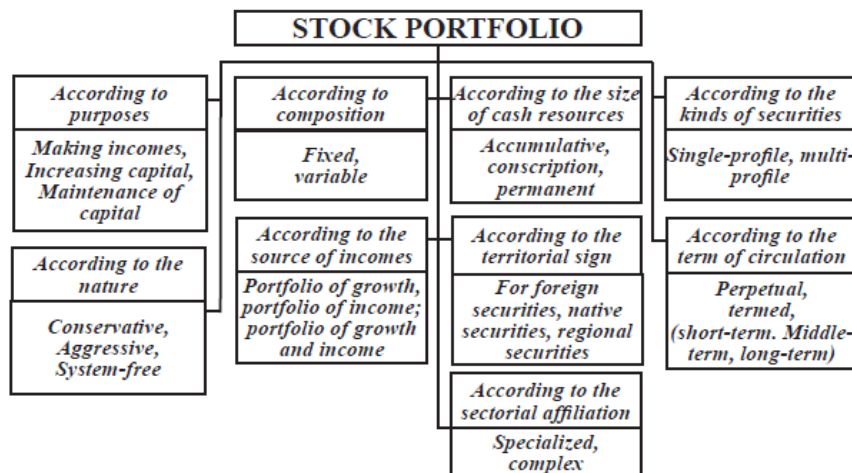 STOCK PORTFOLIO
According to
purposes
Making incomes,
Increasing capital,
Maintenance of
capital
According to
composition
Fixed,
variable
According to the size
of cash resources
Accumulative,
conscription,
permanent
According to the
kinds of securities
Single-profile, multi-
profile
According to the
nature
Conservative,
Aggressive,
System-free
According to the
source of incomes
Portfolio of growth,
portfolio of income;
portfolio of growth
and income
According to the
territorial sign
For foreign
securities, native
securities, regional
securities
According to the
term of circulation
Perpetual,
termed,
(short-term. Middle-
term, long-term)
According to the
sectorial affiliation
Specialized,
complex